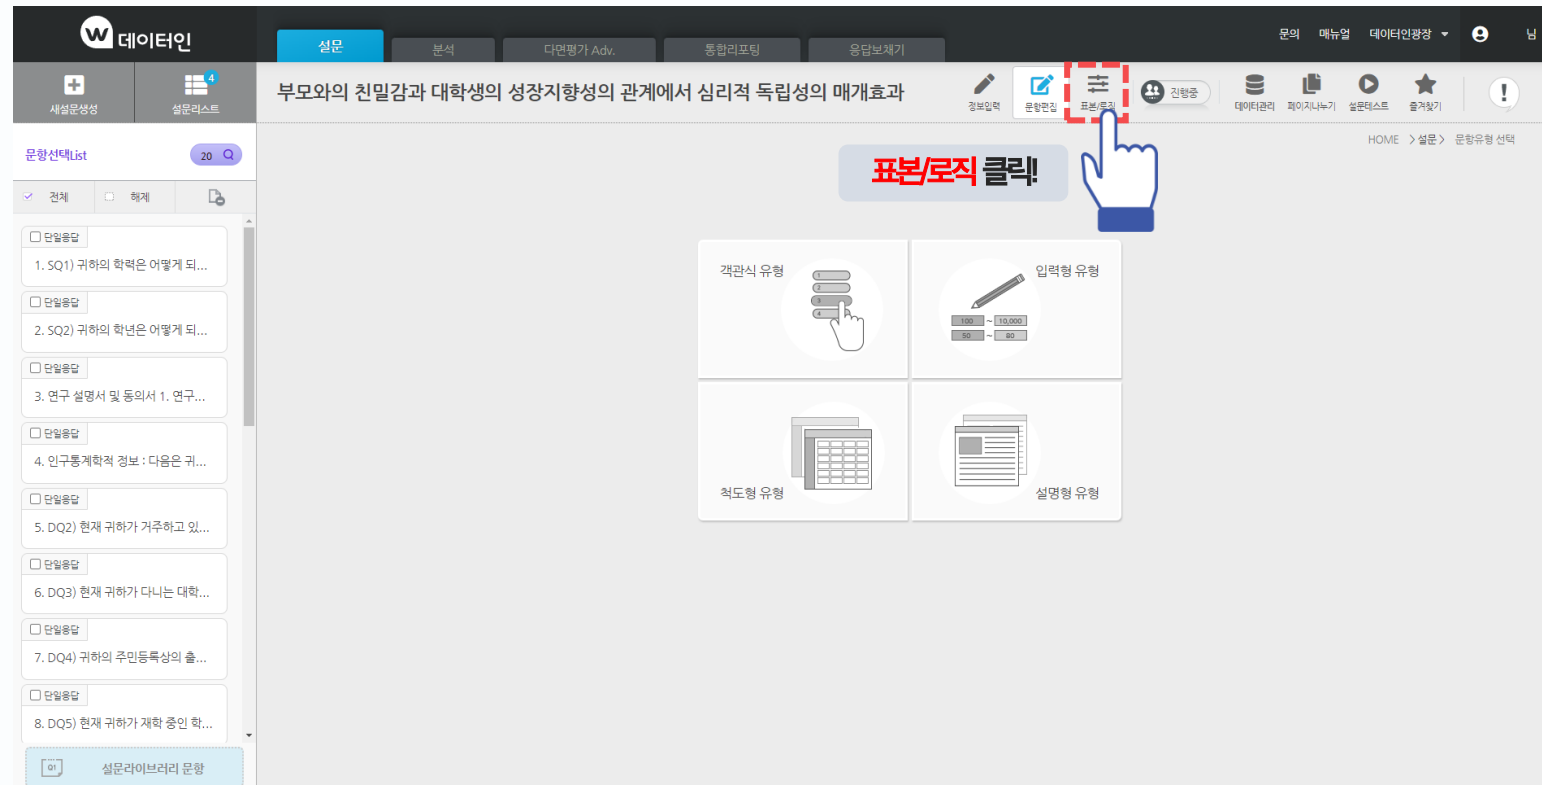 W 데이터인
설문
분석
다면평가 Adv.
통합리포팅
응답보채기
문의 매뉴얼 데이터인광장
님
새설문생성
설문리스트
4
부모와의 친밀감과 대학생의 성장지향성의 관계에서 심리적 독립성의 매개효과
정보입력
문항편집
표본/로직
진행중
데이터관리
페이지나누기
설문테스트
즐겨찾기
!
HOME 〉설문〉 문항유형 선택
문항선택List
20
전체
해제
표본/로직 클릭!
단일응답
1. SQ1) 귀하의 학력은 어떻게 되...
단일응답
2. SQ2) 귀하의 학년은 어떻게 되...
단일응답
3. 연구 설명서 및 동의서 1. 연구...
단일응답
4. 인구통계학적 정보 : 다음은 귀...
단일응답
5. DQ2) 현재 귀하가 거주하고 있...
단일응답
6. DQ3) 현재 귀하가 다니는 대학...
단일응답
7. DQ4) 귀하의 주민등록상의 출...
단일응답
8. DQ5) 현재 귀하가 재학 중인 학...
Q1
설문라이브러리 문항
객관식 유형
1
2
3
4
입력형 유형
100 ~ 10,000
50 ~ 80
척도형 유형
설명형 유형